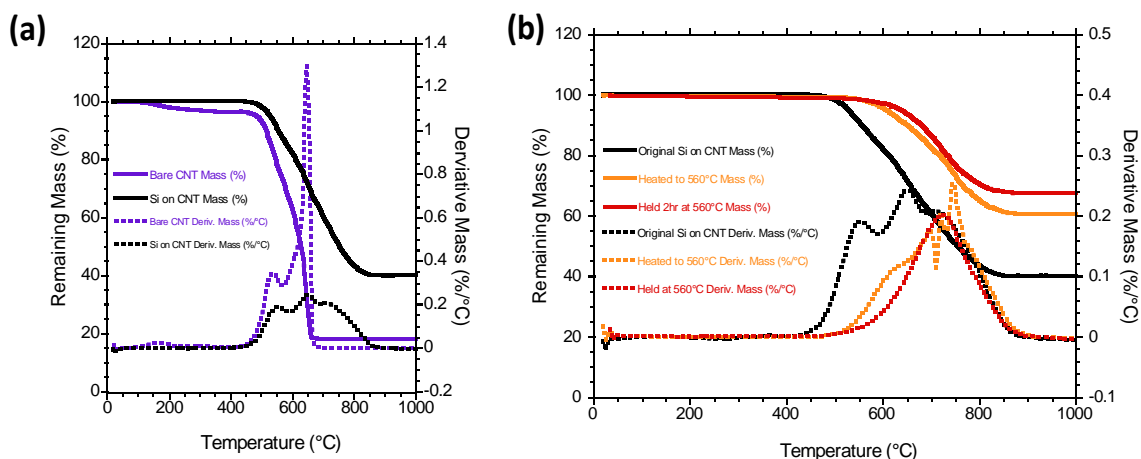 (a)
120
100
80
60
40
20
0
Remaining Mass (%)
1.4
1.2
1
0.8
0.6
0.4
0.2
0
-0.2
Derivative Mass (%/°C)
Bare CNT Mass (%)
Si on CNT Mass (%)
Bare CNT Deriv. Mass (%/°C)
Si on CNT Deriv. Mass (%/°C)
0 200 400 600 800 1000
Temperature (°C)
(b)
120
100
80
60
40
20
0
Remaining Mass (%)
0.5
0.4
0.3
0.2
0.1
0
-0.1
Derivative Mass (%/°C)
Original Si on CNT Mass (%)
Heated to 560°C Mass (%)
Held 2hr at 560°C Mass (%)
Original Si on CNT Deriv. Mass (%/°C)
Heated to 560°C Deriv. Mass (%/°C)
Held at 560°C Deriv. Mass (%/°C)
0 200 400 600 800 1000
Temperature (°C)